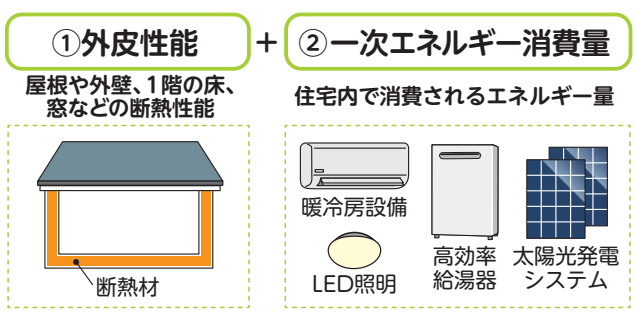 ①外皮性能
+
②一次エネルギー消費量
屋根や外壁、1階の床、
窓などの断熱性能
住宅内で消費されるエネルギー量
断熱材
暖冷房設備
LED照明
高効率
給湯器
太陽光発電
システム